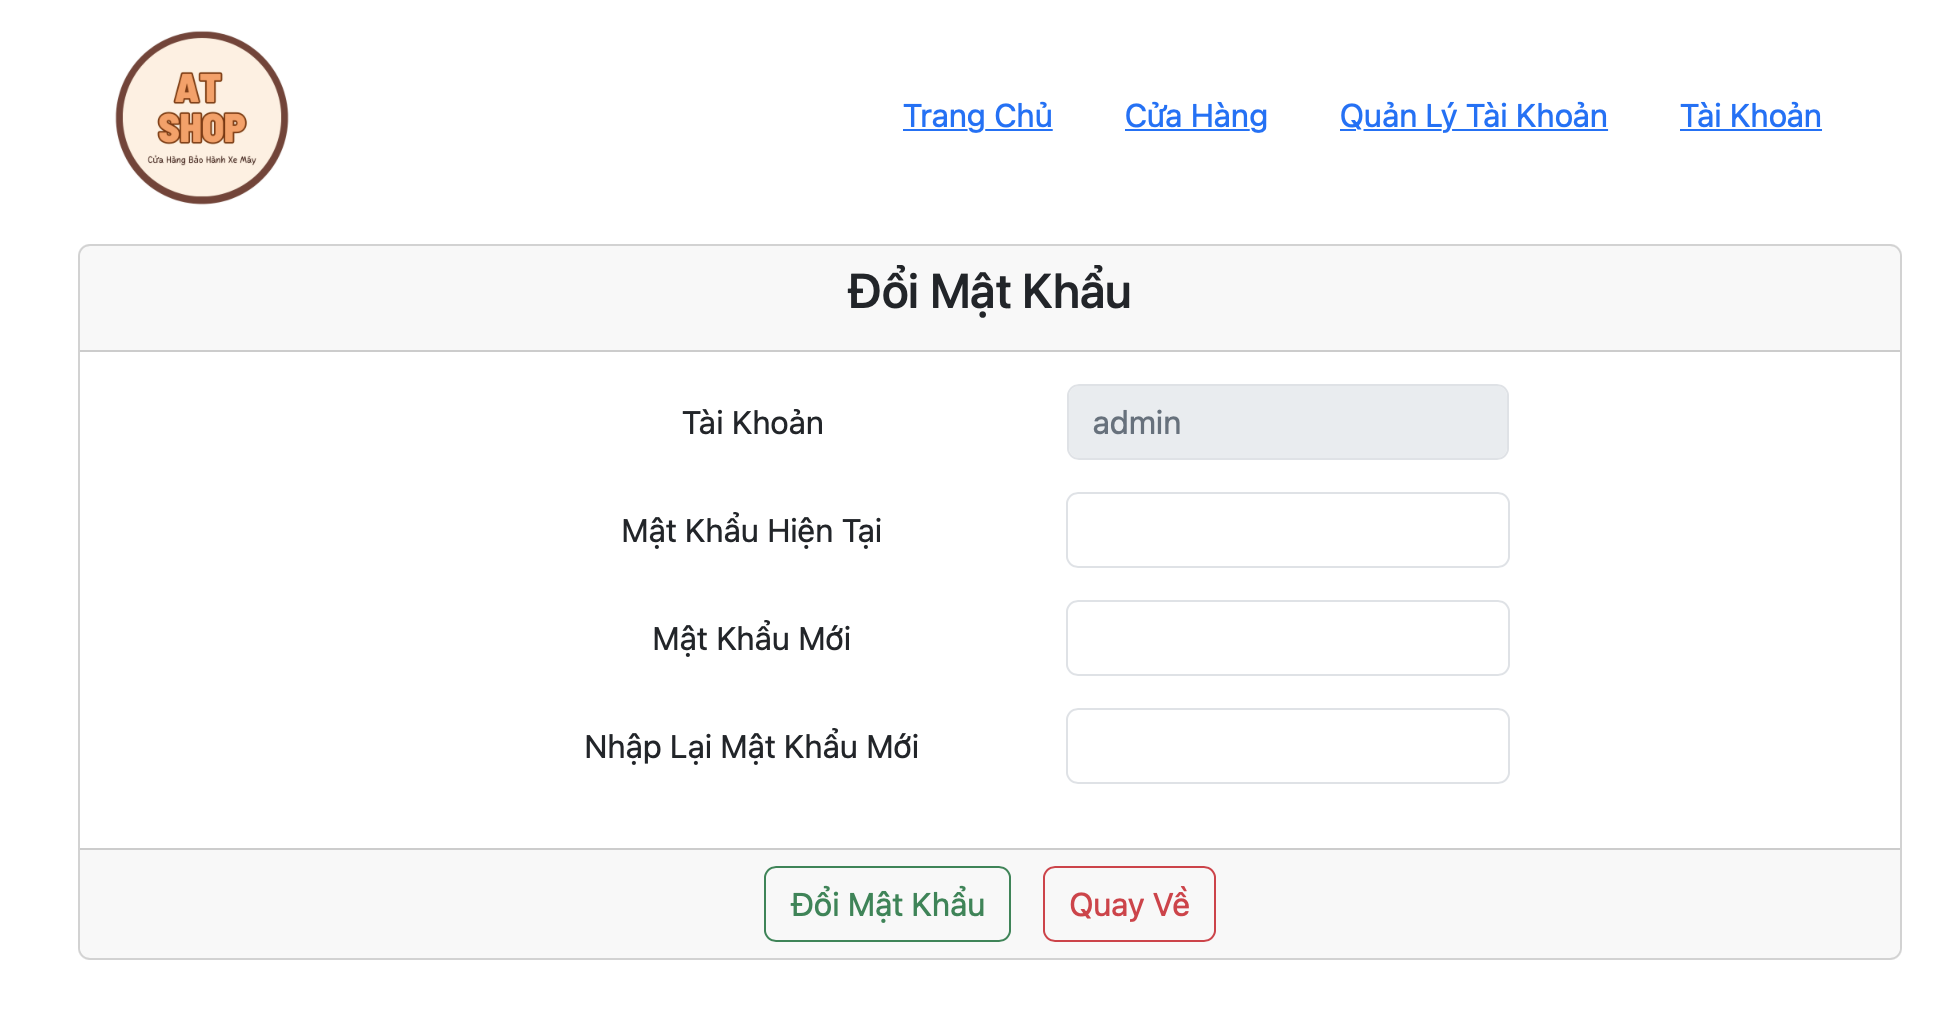 AT
SHOP
Cửa Hàng Bảo Hành Xe Máy
Trang Chủ Cửa Hàng Quản Lý Tài Khoản Tài Khoản
Đổi Mật Khẩu
Tài Khoản admin
Mật Khẩu Hiện Tại
Mật Khẩu Mới
Nhập Lại Mật Khẩu Mới
Đổi Mật Khẩu Quay Về